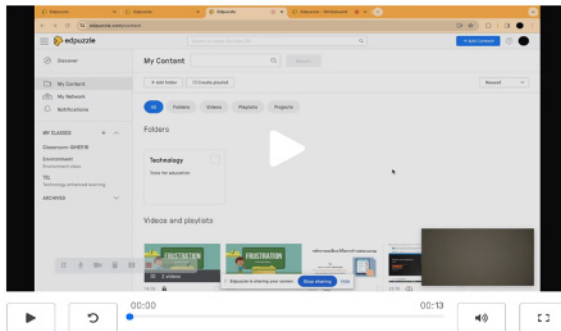 Edpuzzle
Edpuzzle
Edpuzzle
Edpuzzle - Whiteboard
edpuzzle.com/content
edpuzzle
+ Add Content
Discover
My Content
Search
My Content
+ Add folder
Create playlist
Newest
My Network
Notifications
All
Folders
Videos
Playlists
Projects
MY CLASSES
Folders
Environment
Environment class
Technology
Tools for education
TEL
Technology enhanced learning
ARCHIVED
Videos and playlists
FRUSTRATION
FRUSTRATION
2 videos
Edpuzzle is sharing your screen.
Stop sharing
Hide
00:00
00:13